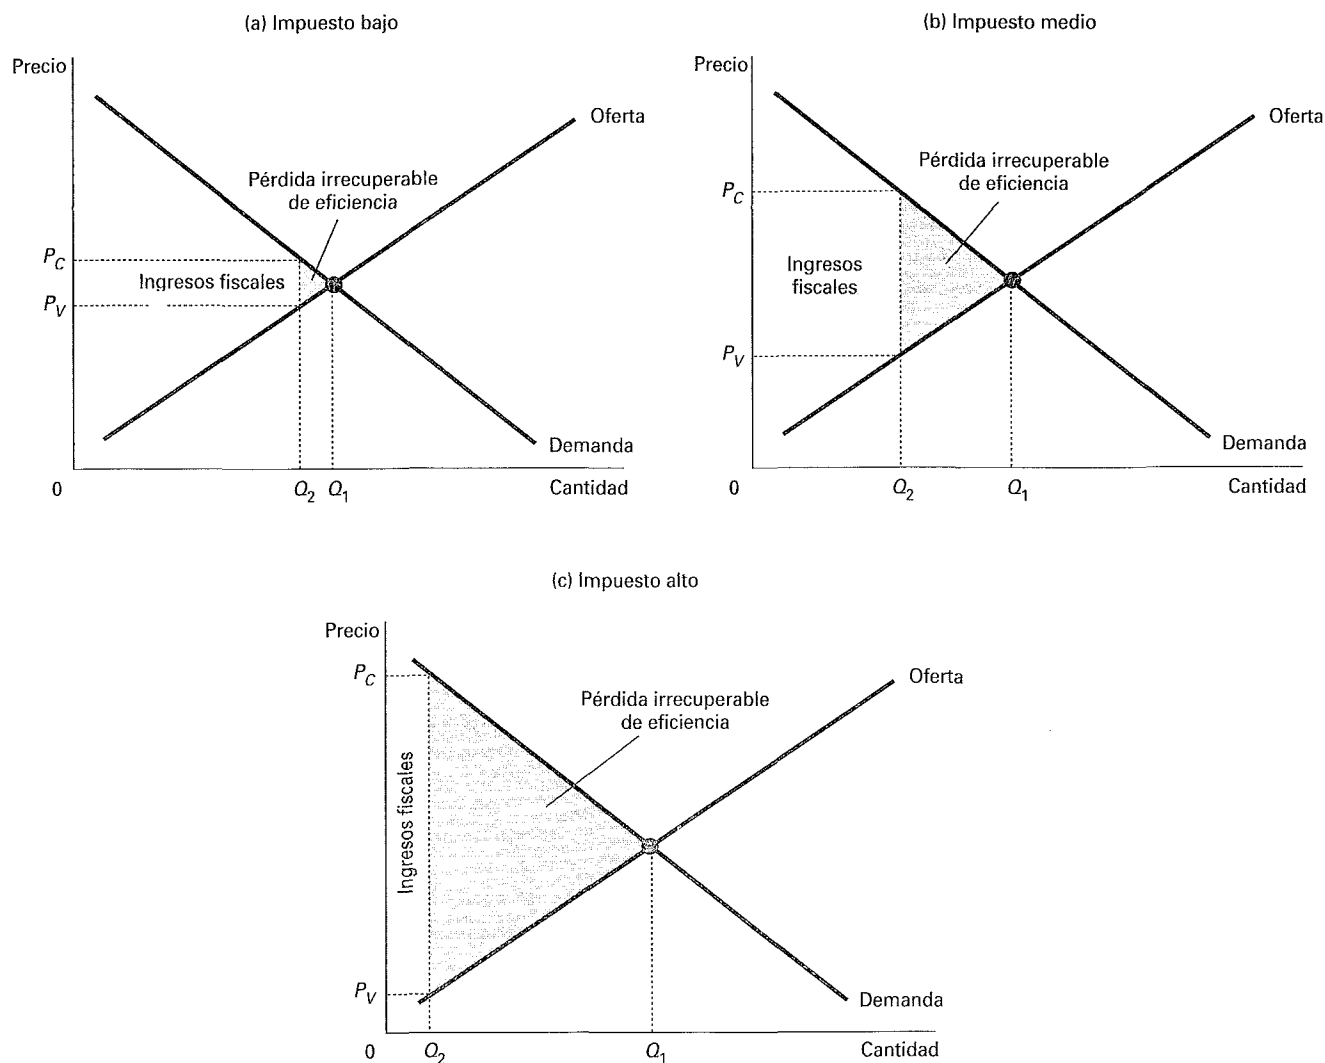 (a) Impuesto bajo
Precio
Oferta
Pérdida irrecuperable
de eficiencia
P_C
Ingresos fiscales
P_V
Demanda
0
Q_2
Q_1
Cantidad
(b) Impuesto medio
Precio
Oferta
Pérdida irrecuperable
de eficiencia
P_C
Ingresos
fiscales
P_V
Demanda
0
Q_2
Q_1
Cantidad
(c) Impuesto alto
Precio
P_C
Oferta
Pérdida irrecuperable
de eficiencia
Ingresos fiscales
P_V
Demanda
0
Q_2
Q_1
Cantidad